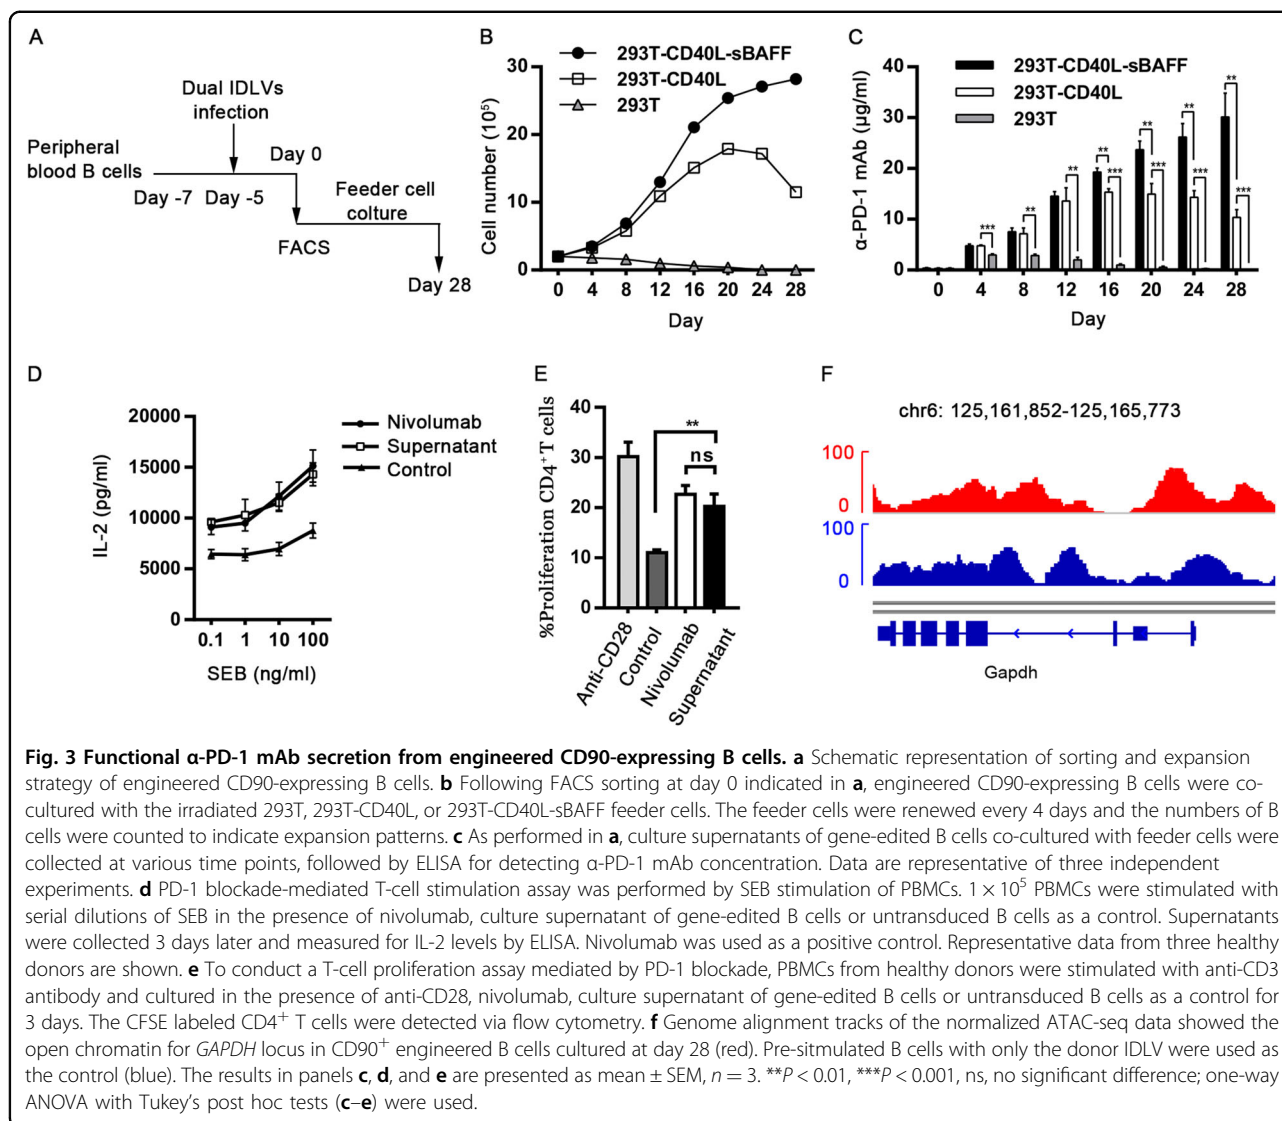 A
Dual IDLVs
infection
Peripheral
blood B cells
Day 0
Day -7
Day -5
Feeder cell
colture
FACS
Day 28
B
293T-CD40L-sBAFF
293T-CD40L
293T
Cell number (10⁵)
30
20
10
0
0 4 8 12 16 20 24 28
Day
C
293T-CD40L-sBAFF
293T-CD40L
293T
α-PD-1 mAb (μg/ml)
40
30
20
10
0
*** ** ** ** *** ** *** ** *** ** ***
0 4 8 12 16 20 24 28
Day
D
Nivolumab
Supernatant
Control
IL-2 (pg/ml)
20000
15000
10000
5000
0
0.1 1 10 100
SEB (ng/ml)
E
%Proliferation CD4⁺T cells
40
30
20
10
0
**
ns
Anti-CD28
Control
Nivolumab
Supernatant
F
chr6: 125,161,852-125,165,773
100
0
100
0
Gapdh
Fig. 3 Functional α-PD-1 mAb secretion from engineered CD90-expressing B cells. a Schematic representation of sorting and expansion
strategy of engineered CD90-expressing B cells. b Following FACS sorting at day 0 indicated in a, engineered CD90-expressing B cells were co-
cultured with the irradiated 293T, 293T-CD40L, or 293T-CD40L-sBAFF feeder cells. The feeder cells were renewed every 4 days and the numbers of B
cells were counted to indicate expansion patterns. c As performed in a, culture supernatants of gene-edited B cells co-cultured with feeder cells were
collected at various time points, followed by ELISA for detecting α-PD-1 mAb concentration. Data are representative of three independent
experiments. d PD-1 blockade-mediated T-cell stimulation assay was performed by SEB stimulation of PBMCs. 1 × 10⁵ PBMCs were stimulated with
serial dilutions of SEB in the presence of nivolumab, culture supernatant of gene-edited B cells or untransduced B cells as a control. Supernatants
were collected 3 days later and measured for IL-2 levels by ELISA. Nivolumab was used as a positive control. Representative data from three healthy
donors are shown. e To conduct a T-cell proliferation assay mediated by PD-1 blockade, PBMCs from healthy donors were stimulated with anti-CD3
antibody and cultured in the presence of anti-CD28, nivolumab, culture supernatant of gene-edited B cells or untransduced B cells as a control for
3 days. The CFSE labeled CD4⁺ T cells were detected via flow cytometry. f Genome alignment tracks of the normalized ATAC-seq data showed the
open chromatin for GAPDH locus in CD90⁺ engineered B cells cultured at day 28 (red). Pre-sitmulated B cells with only the donor IDLV were used as
the control (blue). The results in panels c, d, and e are presented as mean ± SEM, n = 3. **P < 0.01, ***P < 0.001, ns, no significant difference; one-way
ANOVA with Tukey's post hoc tests (c–e) were used.